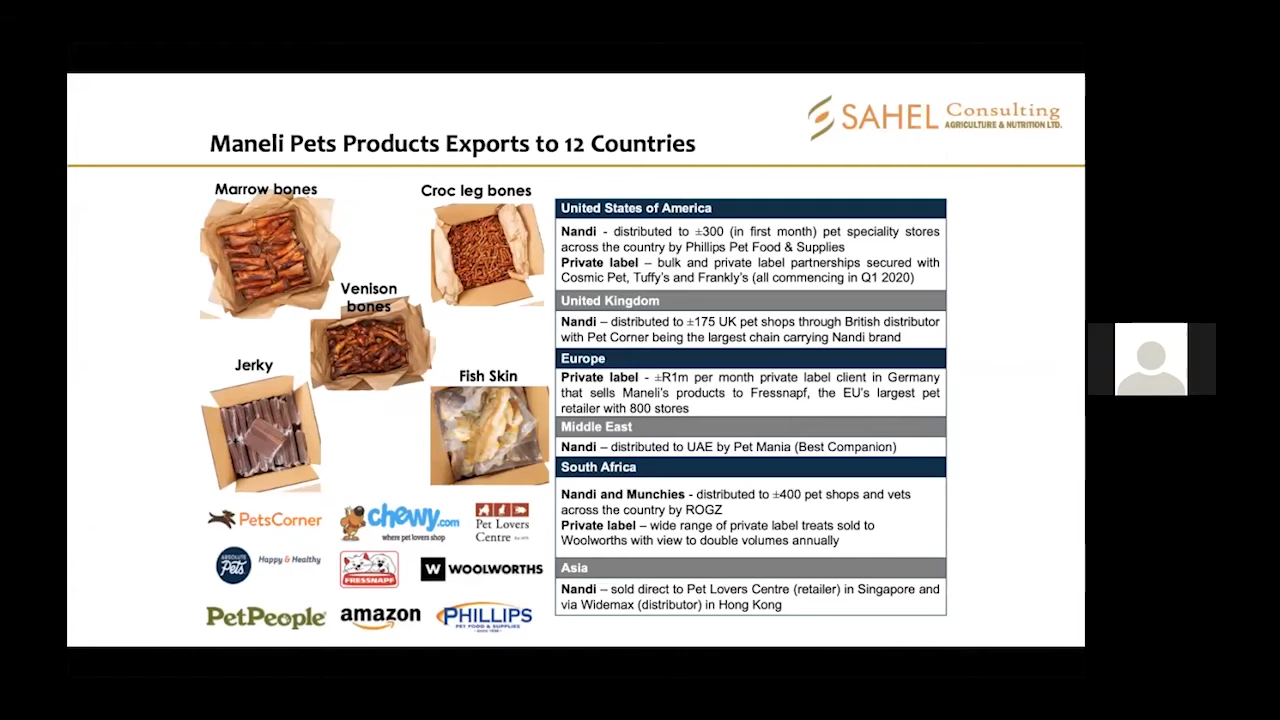 SAHEL Consulting
AGRICULTURE & NUTRITION LTD.
Maneli Pets Products Exports to 12 Countries
Marrow bones
Croc leg bones
Venison
bones
Jerky
Fish Skin
PetsCorner
chewy.com
where pet lovers shop
Pet Lovers
Centre
ABSOLUTE
Pets
Happy & Healthy
FRESSNAPF
W WOOLWORTHS
PetPeople
amazon
PHILLIPS
PET FOOD & SUPPLIES
United States of America
Nandi - distributed to ±300 (in first month) pet speciality stores
across the country by Phillips Pet Food & Supplies
Private label – bulk and private label partnerships secured with
Cosmic Pet, Tuffy's and Frankly's (all commencing in Q1 2020)
United Kingdom
Nandi – distributed to ±175 UK pet shops through British distributor
with Pet Corner being the largest chain carrying Nandi brand
Europe
Private label - ±R1m per month private label client in Germany
that sells Maneli's products to Fressnapf, the EU's largest pet
retailer with 800 stores
Middle East
Nandi – distributed to UAE by Pet Mania (Best Companion)
South Africa
Nandi and Munchies - distributed to ±400 pet shops and vets
across the country by ROGZ
Private label – wide range of private label treats sold to
Woolworths with view to double volumes annually
Asia
Nandi – sold direct to Pet Lovers Centre (retailer) in Singapore and
via Widemax (distributor) in Hong Kong